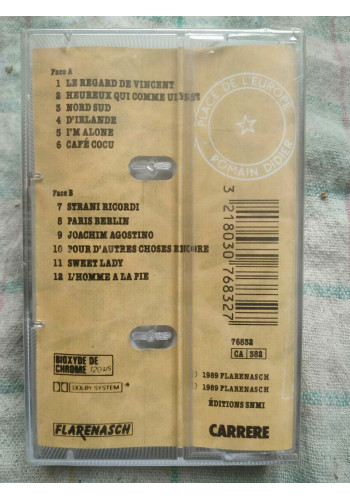 Face A
1 LE REGARD DE VINCENT
2 HEUREUX QUI COMME
3 NORD SUD
4 D'IRLANDE
5 I'M ALONE
6 CAFÉ COCU
Face B
7 STRANI RICORDI
8 PARIS BERLIN
9 JOACHIM AGOSTINO
10 POUR D'AUTRES CHOSES ENCORE
11 SWEET LADY
12 L'HOMME A LA PIE
BIOXYDE DE
CHROME 120 us
DOLBY SYSTEM
FLARENASCH
PLACE DE L'EUROPE
ROMAIN DIDIER
3 218030 768327
76832
CA 382
1989 FLARENASCH
1989 FLARENASCH
ÉDITIONS SNMI
CARRERE